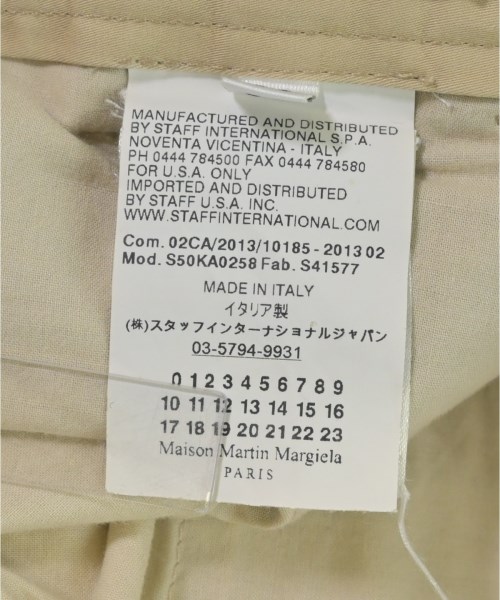 MANUFACTURED AND DISTRIBUTED
BY STAFF INTERNATIONAL S.P.A.
NOVENTA VICENTINA - ITALY
PH 0444 784500 FAX 0444 784580
FOR U.S.A. ONLY
IMPORTED AND DISTRIBUTED
BY STAFF U.S.A. INC.
WWW.STAFFINTERNATIONAL.COM
Com. 02CA/2013/10185 - 2013 02
Mod. S50KA0258 Fab. S41577
MADE IN ITALY
イタリア製
(株)スタッフインターナショナルジャパン
03-5794-9931
0 1 2 3 4 5 6 7 8 9
10 11 12 13 14 15 16
17 18 19 20 21 22 23
Maison Martin Margiela
PARIS